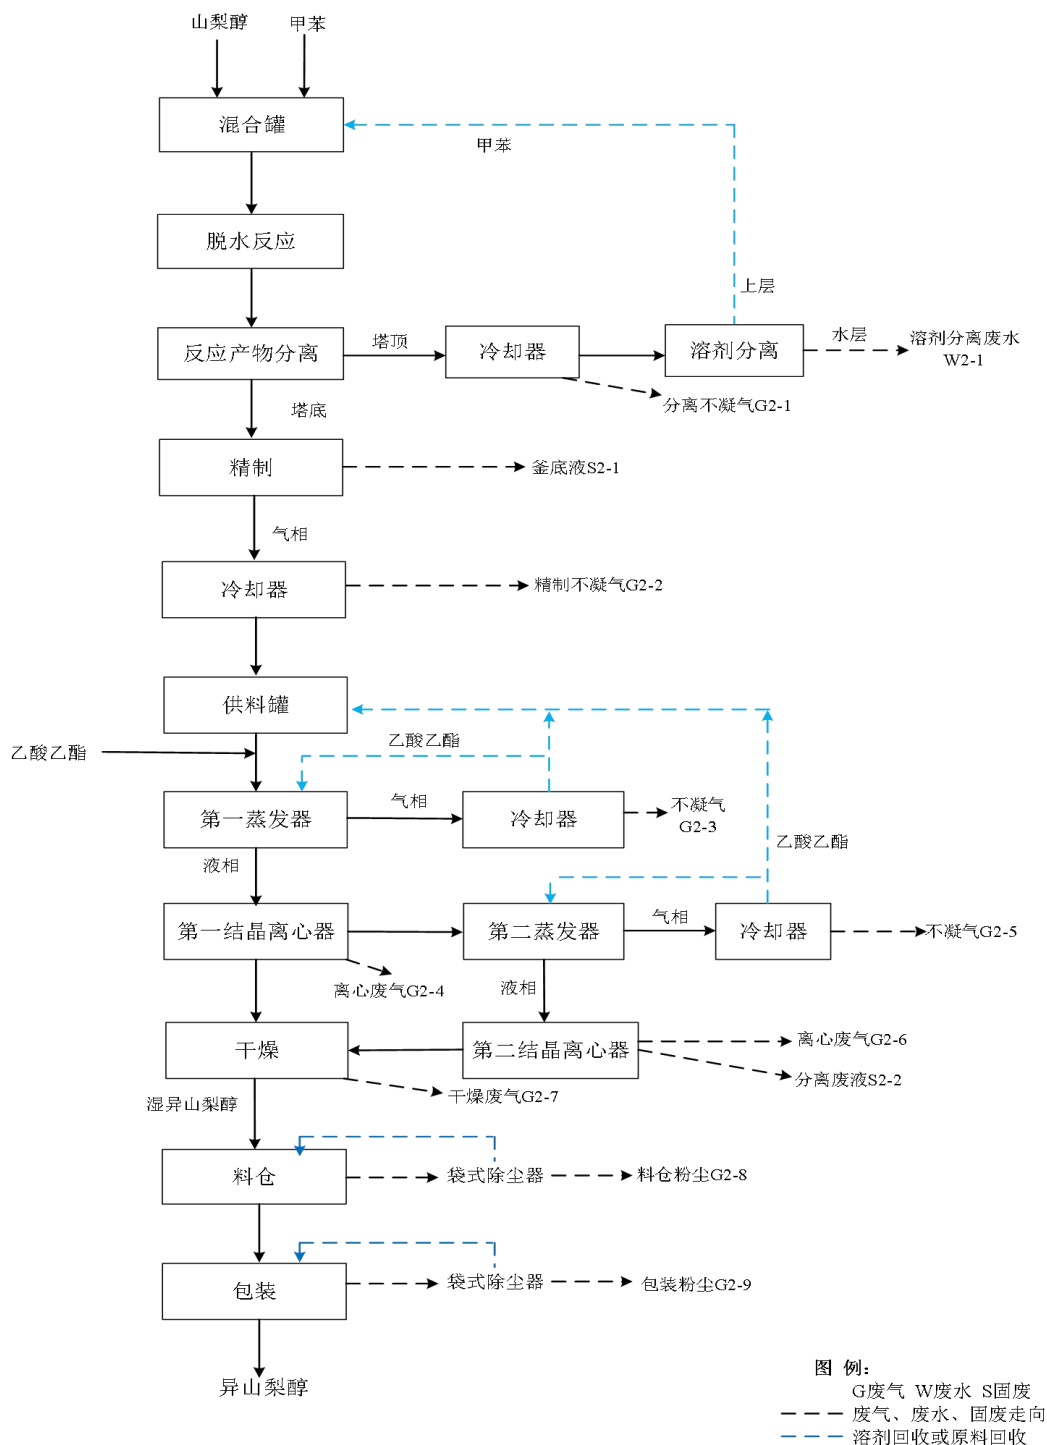 山梨醇
甲苯
混合罐
甲苯
脱水反应
上层
反应产物分离
塔顶
冷却器
溶剂分离
水层
溶剂分离废水
W2-1
分离不凝气G2-1
塔底
精制
釜底液S2-1
气相
冷却器
精制不凝气G2-2
供料罐
乙酸乙酯
乙酸乙酯
第一蒸发器
气相
冷却器
不凝气
G2-3
乙酸乙酯
液相
第一结晶离心器
第二蒸发器
气相
冷却器
不凝气G2-5
离心废气G2-4
液相
干燥
第二结晶离心器
离心废气G2-6
分离废液S2-2
干燥废气G2-7
湿异山梨醇
料仓
袋式除尘器
料仓粉尘G2-8
包装
袋式除尘器
包装粉尘G2-9
异山梨醇
图 例：
G废气 W废水 S固废
废气、废水、固废走向
溶剂回收或原料回收